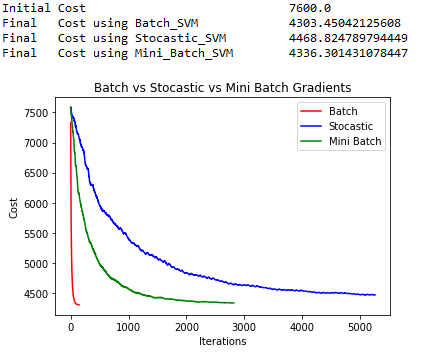 Initial Cost 7600.0
Final Cost using Batch_SVM 4303.45042125608
Final Cost using Stocastic_SVM 4468.824789794449
Final Cost using Mini_Batch_SVM 4336.301431078447
Batch vs Stocastic vs Mini Batch Gradients
Batch
Stocastic
Mini Batch
7500
7000
6500
6000
5500
5000
4500
Cost
0 1000 2000 3000 4000 5000
Iterations